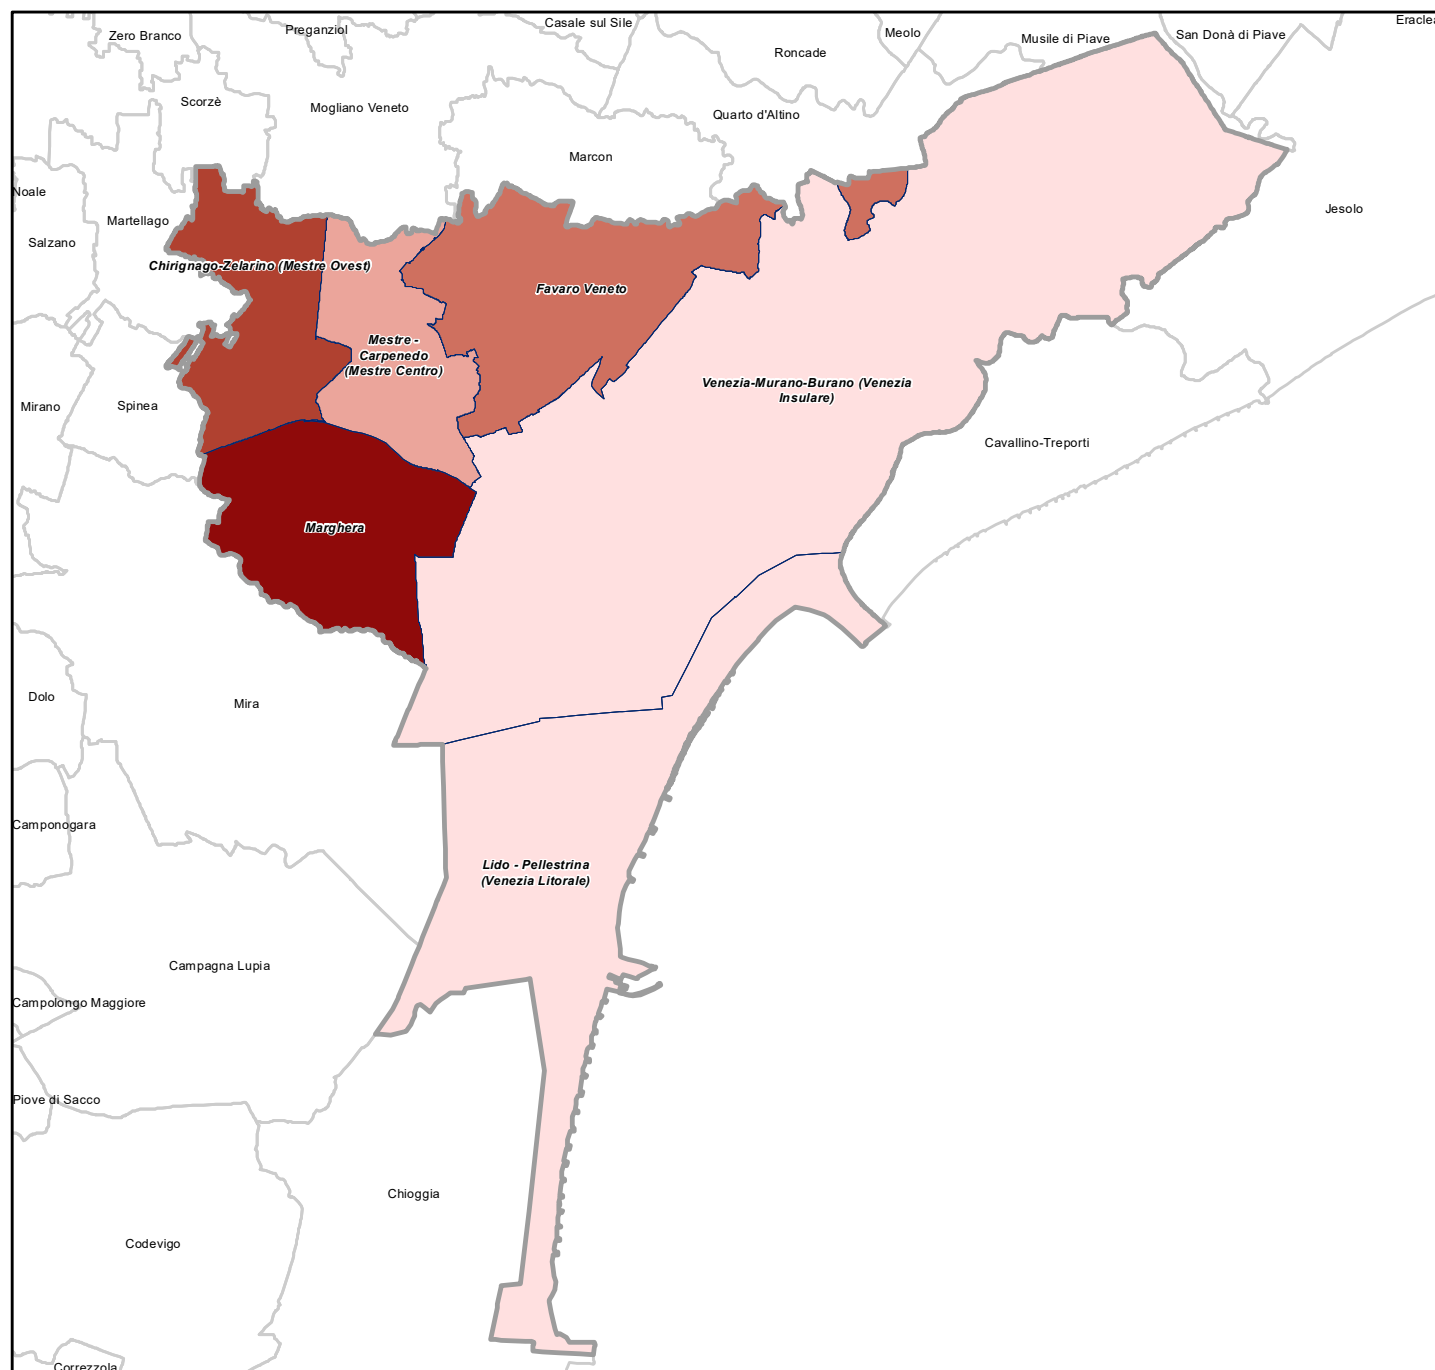 Zero Branco
Preganziol
Casale sul Sile
Roncade
Meolo
Musile di Piave
San Donà di Piave
Scorzè
Mogliano Veneto
Quarto d'Altino
Marcon
Noale
Martellago
Jesolo
Salzano
Chirignago-Zelarino (Mestre Ovest)
Favaro Veneto
Mestre -
Carpenedo
(Mestre Centro)
Venezia-Murano-Burano (Venezia
Insulare)
Mirano
Spinea
Cavallino-Treporti
Marghera
Dolo
Mira
Camponogara
Lido - Pellestrina
(Venezia Litorale)
Campagna Lupia
Campolongo Maggiore
Piove di Sacco
Chioggia
Codevigo
Correzzola